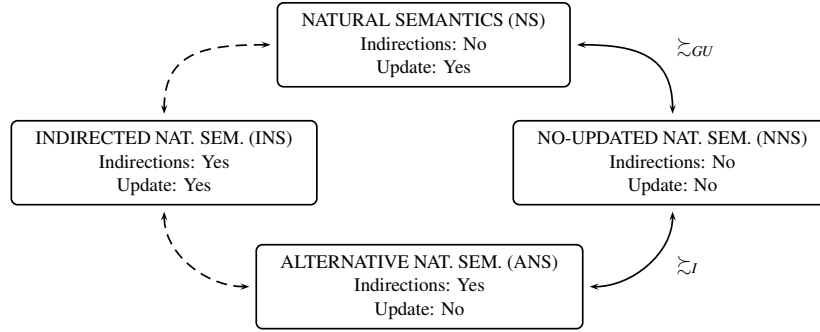 NATURAL SEMANTICS (NS)
Indirections: No
Update: Yes
≿GU
INDIRECTED NAT. SEM. (INS)
Indirections: Yes
Update: Yes
NO-UPDATED NAT. SEM. (NNS)
Indirections: No
Update: No
ALTERNATIVE NAT. SEM. (ANS)
Indirections: Yes
Update: No
≿I